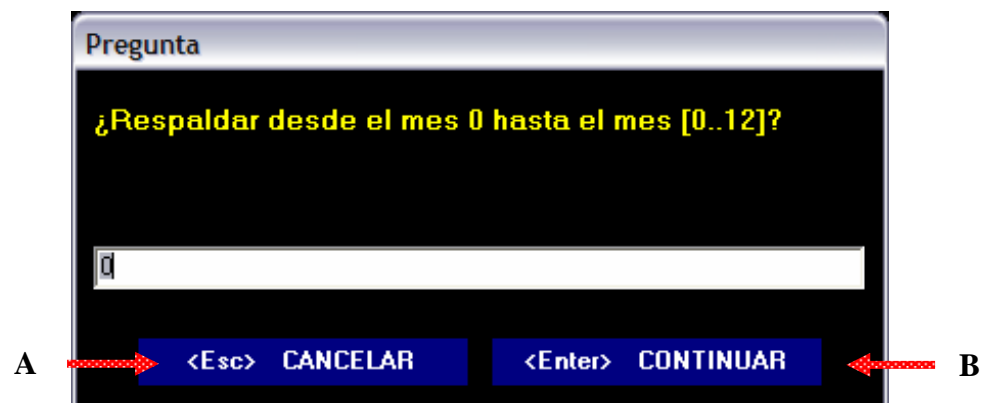 Pregunta
¿Respaldar desde el mes 0 hasta el mes [0..12]?
0
A <Esc> CANCELAR <Enter> CONTINUAR B